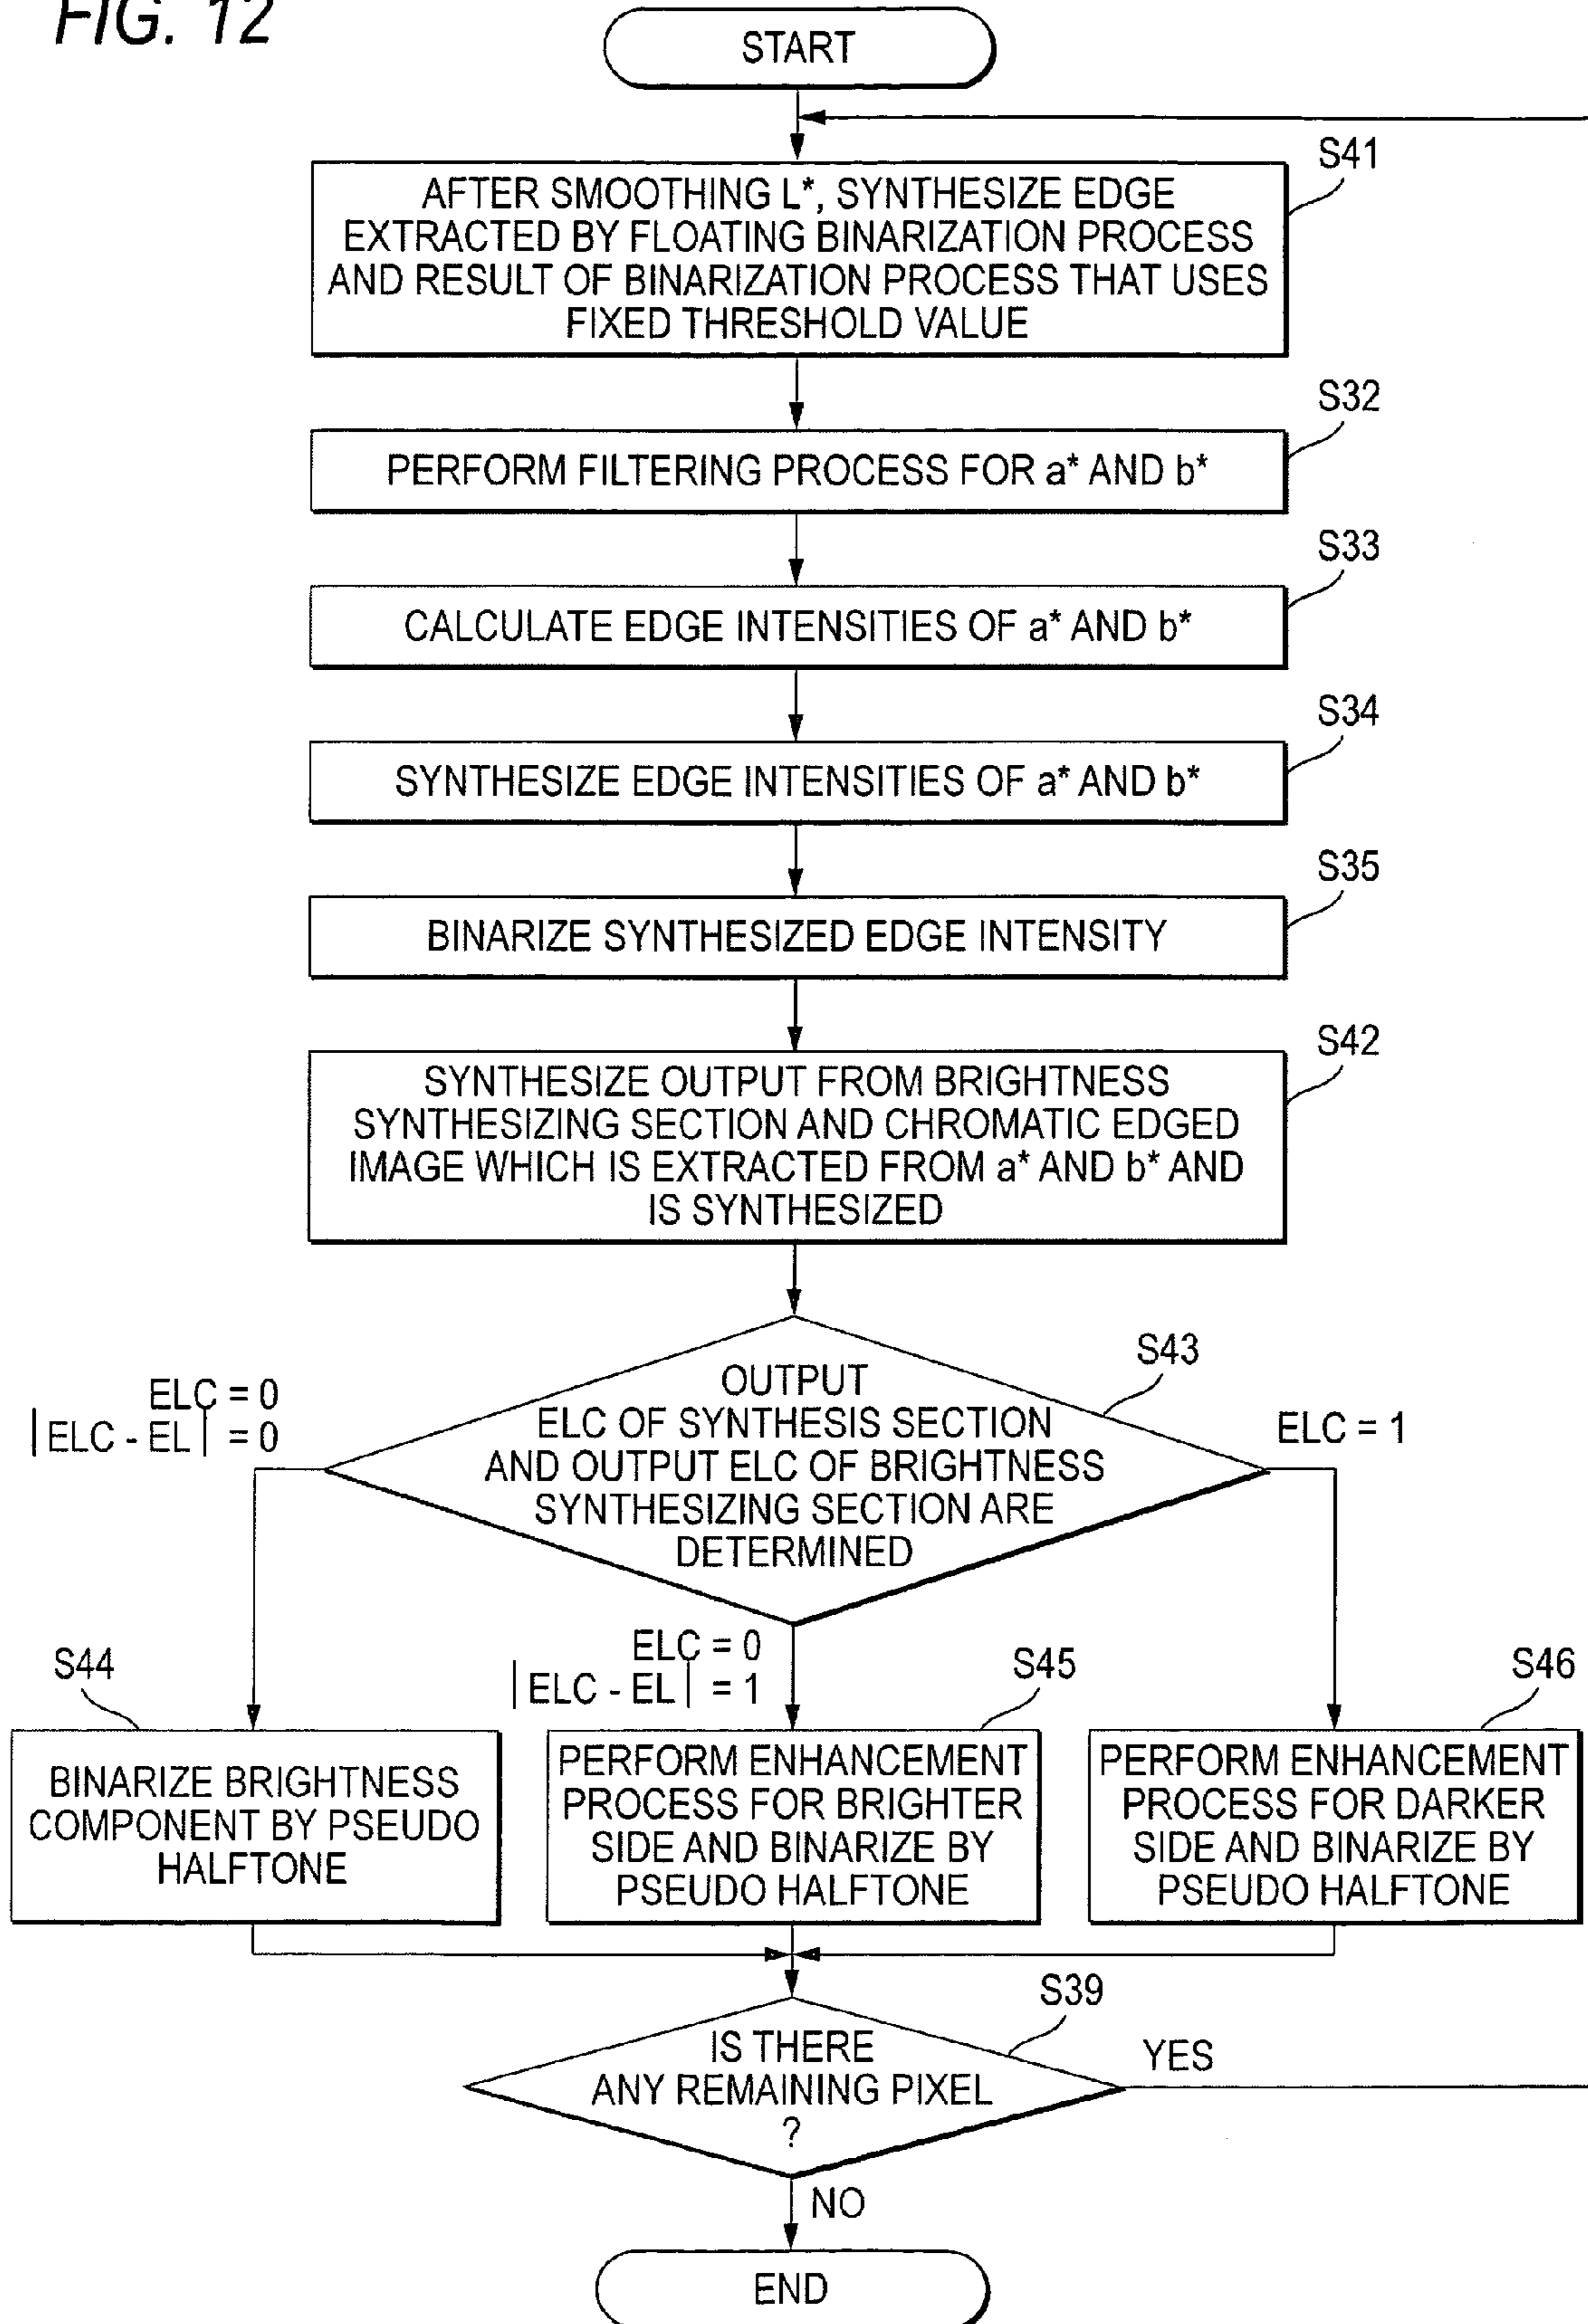 FIG. 12
START
S41
AFTER SMOOTHING L*, SYNTHESIZE EDGE
EXTRACTED BY FLOATING BINARIZATION PROCESS
AND RESULT OF BINARIZATION PROCESS THAT USES
FIXED THRESHOLD VALUE
S32
PERFORM FILTERING PROCESS FOR a* AND b*
S33
CALCULATE EDGE INTENSITIES OF a* AND b*
S34
SYNTHESIZE EDGE INTENSITIES OF a* AND b*
S35
BINARIZE SYNTHESIZED EDGE INTENSITY
S42
SYNTHESIZE OUTPUT FROM BRIGHTNESS
SYNTHESIZING SECTION AND CHROMATIC EDGED
IMAGE WHICH IS EXTRACTED FROM a* AND b* AND
IS SYNTHESIZED
S43
OUTPUT
ELC OF SYNTHESIS SECTION
AND OUTPUT ELC OF BRIGHTNESS
SYNTHESIZING SECTION ARE
DETERMINED
ELC = 0
|ELC - EL| = 0
ELC = 1
ELC = 0
|ELC - EL| = 1
S44
BINARIZE BRIGHTNESS
COMPONENT BY PSEUDO
HALFTONE
S45
PERFORM ENHANCEMENT
PROCESS FOR BRIGHTER
SIDE AND BINARIZE BY
PSEUDO HALFTONE
S46
PERFORM ENHANCEMENT
PROCESS FOR DARKER
SIDE AND BINARIZE BY
PSEUDO HALFTONE
S39
IS THERE
ANY REMAINING PIXEL
?
YES
NO
END